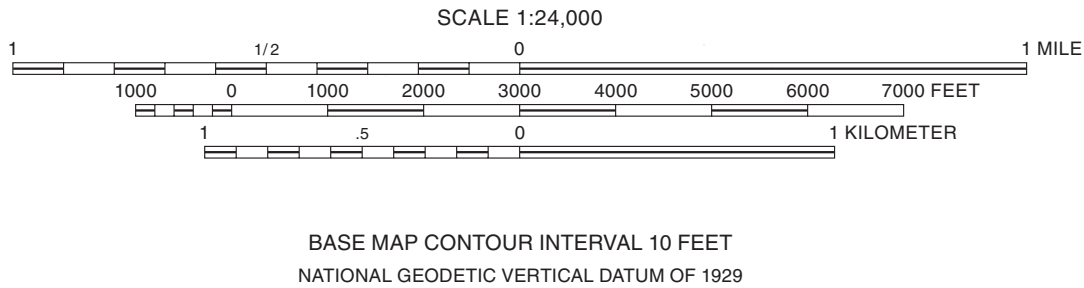 SCALE 1:24,000
1 1/2 0 1 MILE
1000 0 1000 2000 3000 4000 5000 6000 7000 FEET
1 .5 0 1 KILOMETER
BASE MAP CONTOUR INTERVAL 10 FEET
NATIONAL GEODETIC VERTICAL DATUM OF 1929